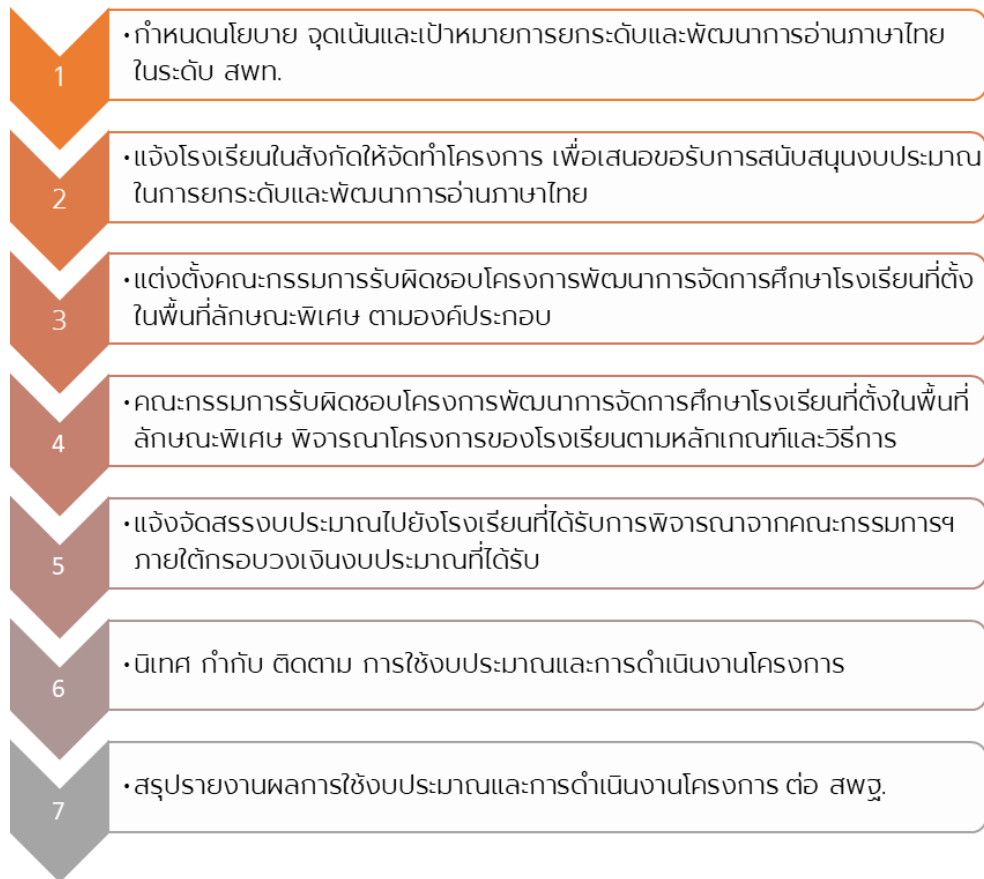 1
·กำหนดนโยบาย จุดเน้นและเป้าหมายการยกระดับและพัฒนาการอ่านภาษาไทย
ในระดับ สพท.
2
·แจ้งโรงเรียนในสังกัดให้จัดทำโครงการ เพื่อเสนอขอรับการสนับสนุนงบประมาณ
ในการยกระดับและพัฒนาการอ่านภาษาไทย
3
·แต่งตั้งคณะกรรมการรับผิดชอบโครงการพัฒนาการจัดการศึกษาโรงเรียนที่ตั้ง
ในพื้นที่ลักษณะพิเศษ ตามองค์ประกอบ
4
·คณะกรรมการรับผิดชอบโครงการพัฒนาการจัดการศึกษาโรงเรียนที่ตั้งในพื้นที่
ลักษณะพิเศษ พิจารณาโครงการของโรงเรียนตามหลักเกณฑ์และวิธีการ
5
·แจ้งจัดสรรงบประมาณไปยังโรงเรียนที่ได้รับการพิจารณาจากคณะกรรมการฯ
ภายใต้กรอบวงเงินงบประมาณที่ได้รับ
6
·นิเทศ กำกับ ติดตาม การใช้งบประมาณและการดำเนินงานโครงการ
7
·สรุปรายงานผลการใช้งบประมาณและการดำเนินงานโครงการ ต่อ สพฐ.